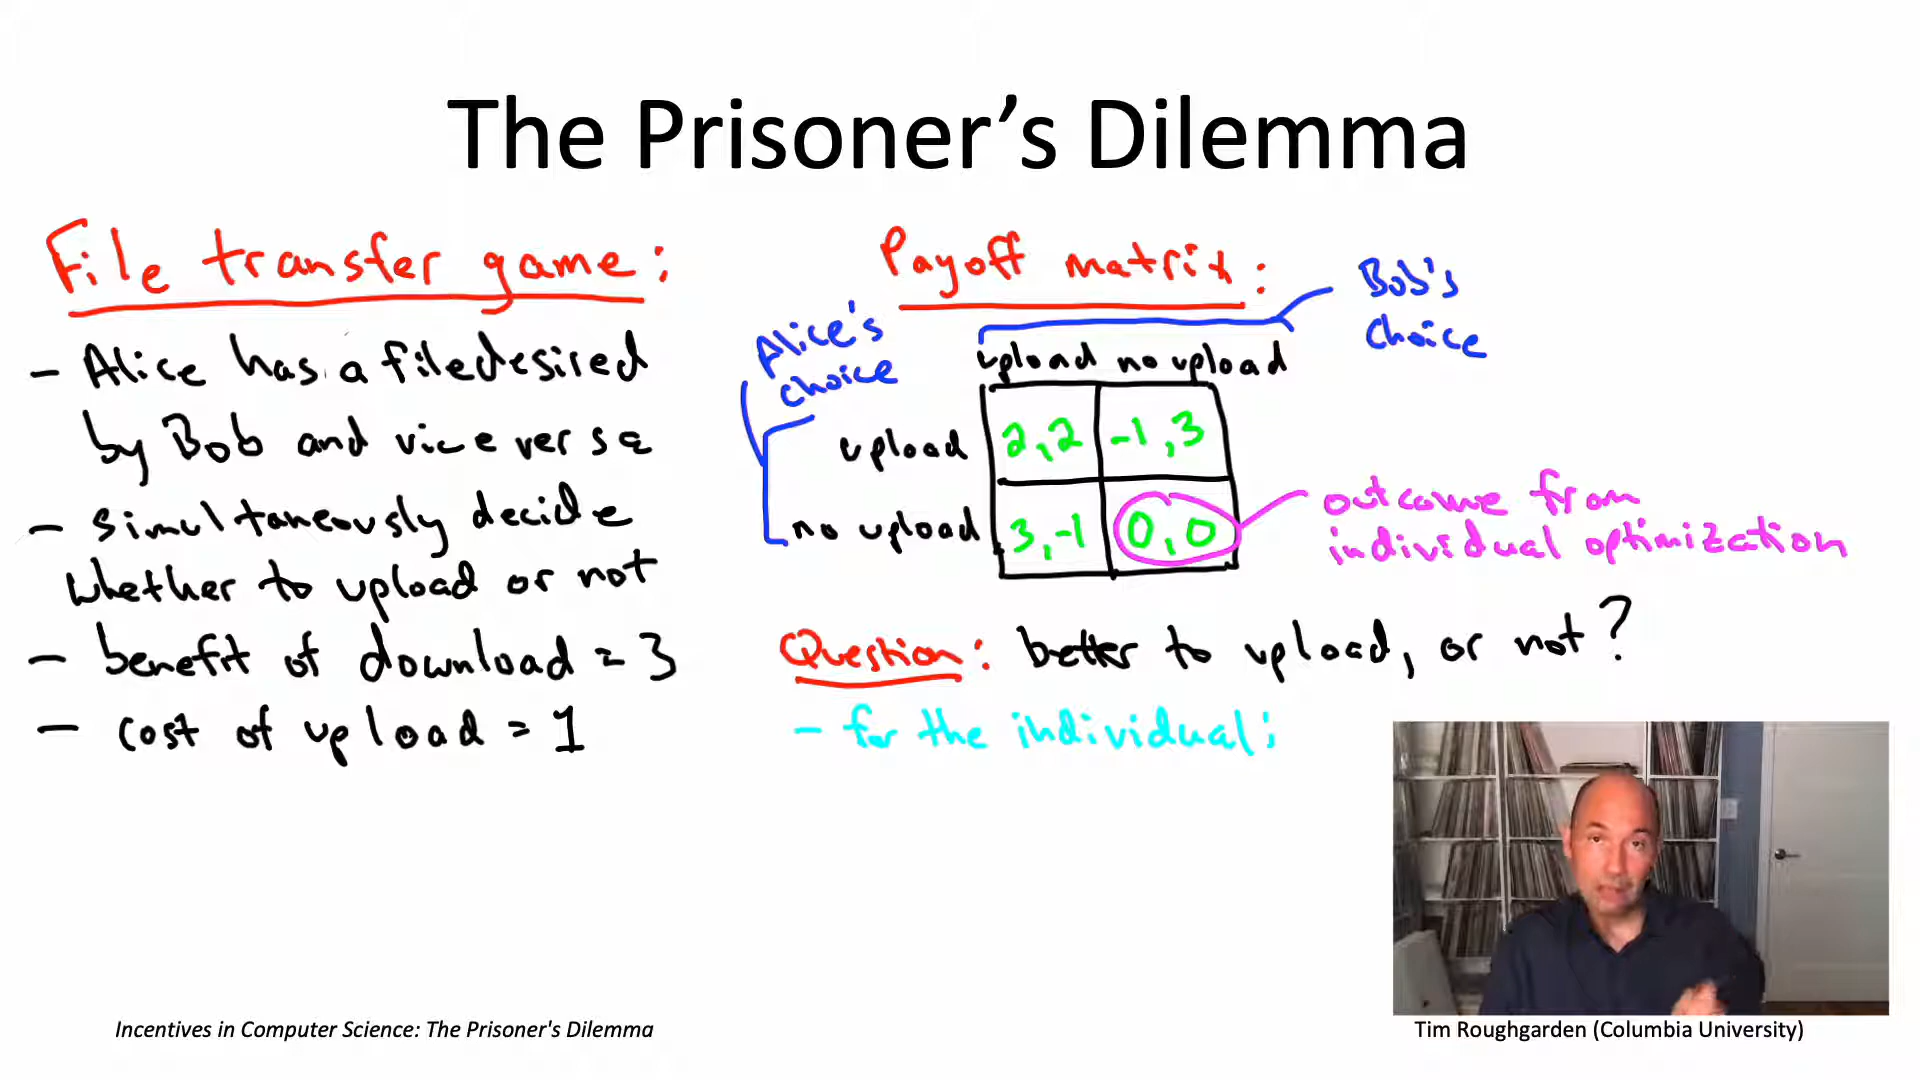 The Prisoner's Dilemma
File transfer game:
- Alice has a file desired
by Bob and vice versa
- simultaneously decide
whether to upload or not
- benefit of download = 3
- cost of upload = 1
Payoff matrix:
Bob's
choice
Alice's
choice
upload no upload
upload 2,2 -1,3
no upload 3,-1 0,0
outcome from
individual optimization
Question: better to upload, or not?
- for the individual:
Incentives in Computer Science: The Prisoner's Dilemma
Tim Roughgarden (Columbia University)